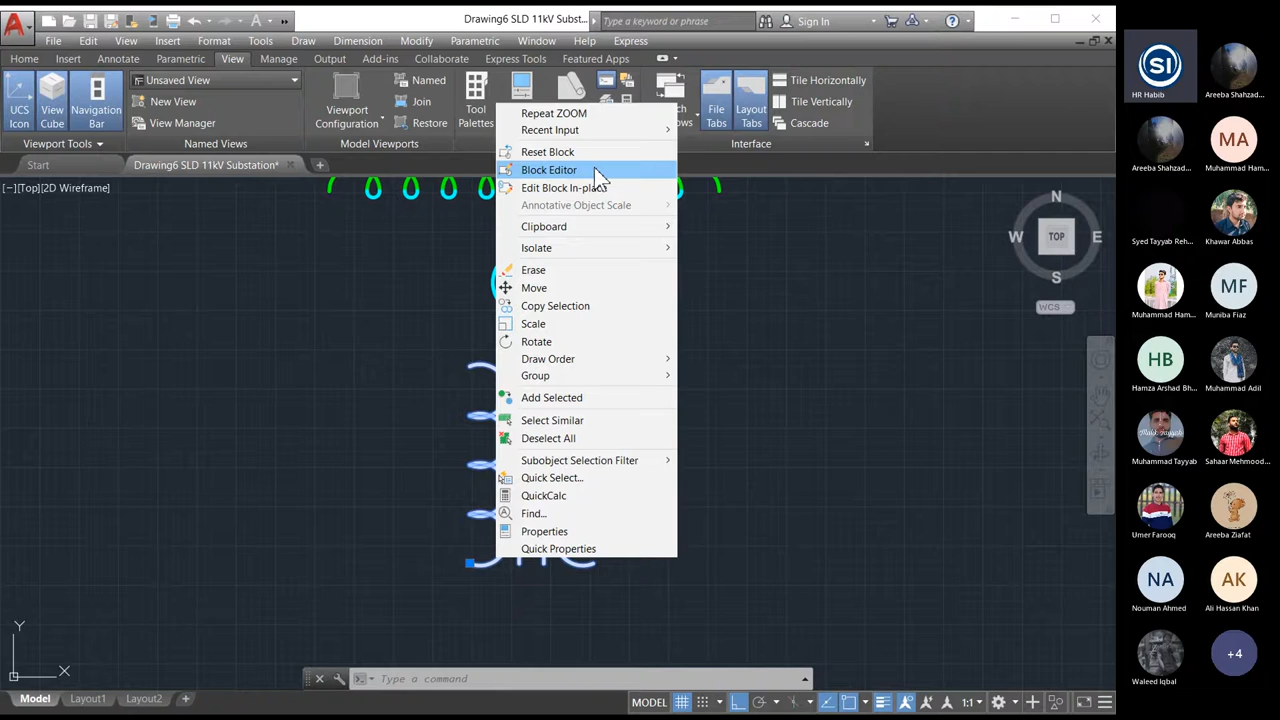 Drawing6 SLD 11kV Subst...
Type a keyword or phrase
Sign In
File Edit View Insert Format Tools Draw Dimension Modify Parametric Window Help Express
Home Insert Annotate Parametric View Manage Output Add-ins Collaborate Express Tools Featured Apps
UCS Icon
View Cube
Navigation Bar
Viewport Tools
Unsaved View
New View
View Manager
Named Views
Viewport Configuration
Named
Join
Restore
Model Viewports
Tool Palettes
File Tabs
Layout Tabs
Tile Horizontally
Tile Vertically
Cascade
Interface
Start
Drawing6 SLD 11kV Substation*
[−][Top][2D Wireframe]
Repeat ZOOM
Recent Input
Reset Block
Block Editor
Edit Block In-place
Annotative Object Scale
Clipboard
Isolate
Erase
Move
Copy Selection
Scale
Rotate
Draw Order
Group
Add Selected
Select Similar
Deselect All
Subobject Selection Filter
Quick Select...
QuickCalc
Find...
Properties
Quick Properties
N
W TOP E
S
WCS
Y
X
Type a command
Model Layout1 Layout2
MODEL
1:1
SI
HR Habib
Areeba Shahzad...
Areeba Shahzad...
MA
Muhammad Ham...
Syed Tayyab Reh...
Khawar Abbas
Muhammad Ham...
MF
Muniba Fiaz
HB
Hamza Arshad Bh...
Muhammad Adil
Muhammad Tayyab
Sahaar Mehmood...
Umer Farooq
Areeba Ziafat
NA
Nouman Ahmed
AK
Ali Hassan Khan
Waleed Iqbal
+4